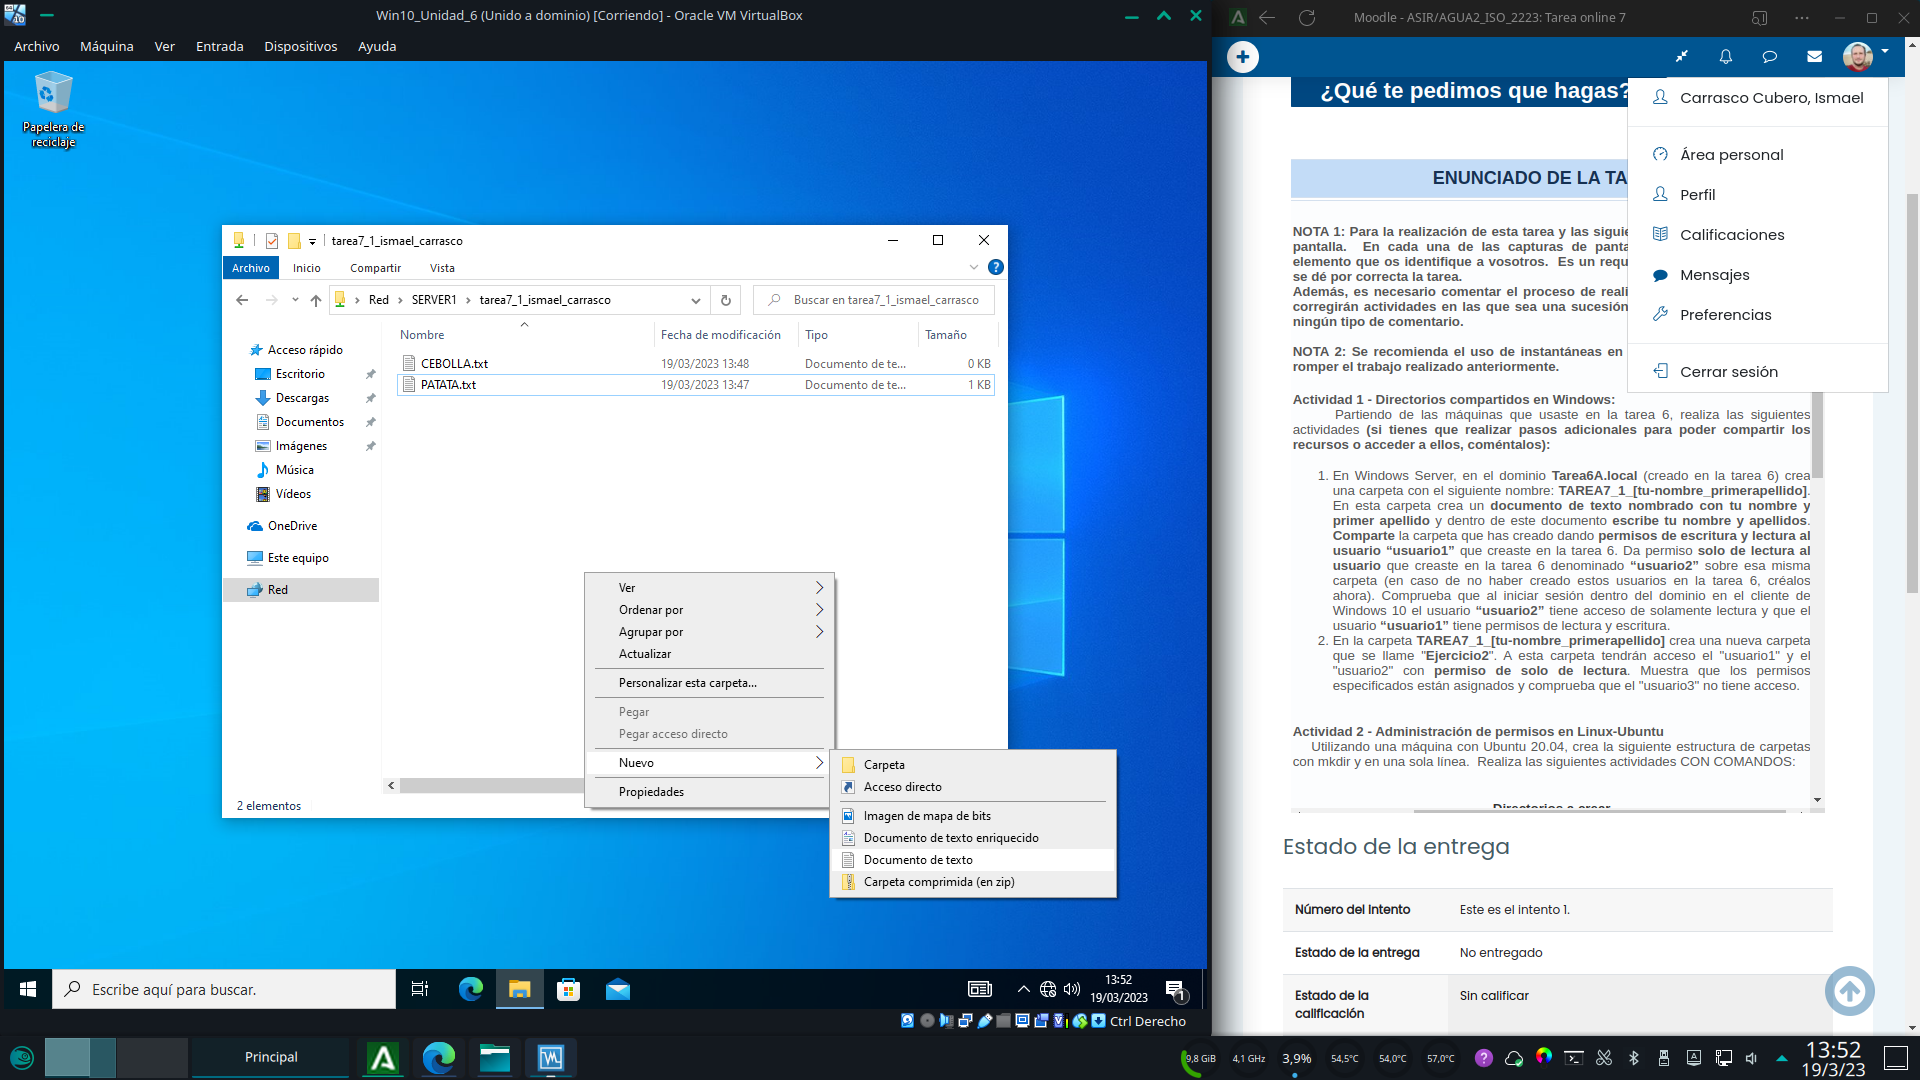 Win10_Unidad_6 (Unido a dominio) [Corriendo] - Oracle VM VirtualBox
Archivo Máquina Ver Entrada Dispositivos Ayuda
Papelera de
reciclaje
tarea7_1_ismael_carrasco
Archivo Inicio Compartir Vista
Red SERVER1 tarea7_1_ismael_carrasco
Buscar en tarea7_1_ismael_carrasco
Nombre Fecha de modificación Tipo Tamaño
CEBOLLA.txt 19/03/2023 13:48 Documento de te... 0 KB
PATATA.txt 19/03/2023 13:47 Documento de te... 1 KB
Acceso rápido
Escritorio
Descargas
Documentos
Imágenes
Música
Vídeos
OneDrive
Este equipo
Red
2 elementos
Ver
Ordenar por
Agrupar por
Actualizar
Personalizar esta carpeta...
Pegar
Pegar acceso directo
Nuevo
Propiedades
Carpeta
Acceso directo
Imagen de mapa de bits
Documento de texto enriquecido
Documento de texto
Carpeta comprimida (en zip)
Escribe aquí para buscar.
13:52
19/03/2023
1
Ctrl Derecho
Moodle - ASIR/AGUA2_ISO_2223: Tarea online 7
¿Qué te pedimos que hagas?
Carrasco Cubero, Ismael
Área personal
Perfil
Calificaciones
Mensajes
Preferencias
Cerrar sesión
ENUNCIADO DE LA TA
NOTA 1: Para la realización de esta tarea y las siguie
pantalla. En cada una de las capturas de panta
elemento que os identifique a vosotros. Es un requ
se dé por correcta la tarea.
Además, es necesario comentar el proceso de reali
corregirán actividades en las que sea una sucesión
ningún tipo de comentario.
NOTA 2: Se recomienda el uso de instantáneas en
romper el trabajo realizado anteriormente.
Actividad 1 - Directorios compartidos en Windows:
Partiendo de las máquinas que usaste en la tarea 6, realiza las siguientes
actividades (si tienes que realizar pasos adicionales para poder compartir los
recursos o acceder a ellos, coméntalos):
1. En Windows Server, en el dominio Tarea6A.local (creado en la tarea 6) crea
una carpeta con el siguiente nombre: TAREA7_1_[tu-nombre_primerapellido].
En esta carpeta crea un documento de texto nombrado con tu nombre y
primer apellido y dentro de este documento escribe tu nombre y apellidos.
Comparte la carpeta que has creado dando permisos de escritura y lectura al
usuario “usuario1” que creaste en la tarea 6. Da permiso solo de lectura al
usuario que creaste en la tarea 6 denominado “usuario2” sobre esa misma
carpeta (en caso de no haber creado estos usuarios en la tarea 6, créalos
ahora). Comprueba que al iniciar sesión dentro del dominio en el cliente de
Windows 10 el usuario “usuario2” tiene acceso de solamente lectura y que el
usuario “usuario1” tiene permisos de lectura y escritura.
2. En la carpeta TAREA7_1_[tu-nombre_primerapellido] crea una nueva carpeta
que se llame "Ejercicio2". A esta carpeta tendrán acceso el "usuario1" y el
"usuario2" con permiso de solo de lectura. Muestra que los permisos
especificados están asignados y comprueba que el "usuario3" no tiene acceso.
Actividad 2 - Administración de permisos en Linux-Ubuntu
Utilizando una máquina con Ubuntu 20.04, crea la siguiente estructura de carpetas
con mkdir y en una sola línea. Realiza las siguientes actividades CON COMANDOS:
Directorios a crear
Estado de la entrega
Número del intento Este es el intento 1.
Estado de la entrega No entregado
Estado de la
calificación
Sin calificar
Principal
9,8 GiB 4,1 GHz 3,9% 54,5°C 54,0°C 57,0°C
13:52
19/3/23